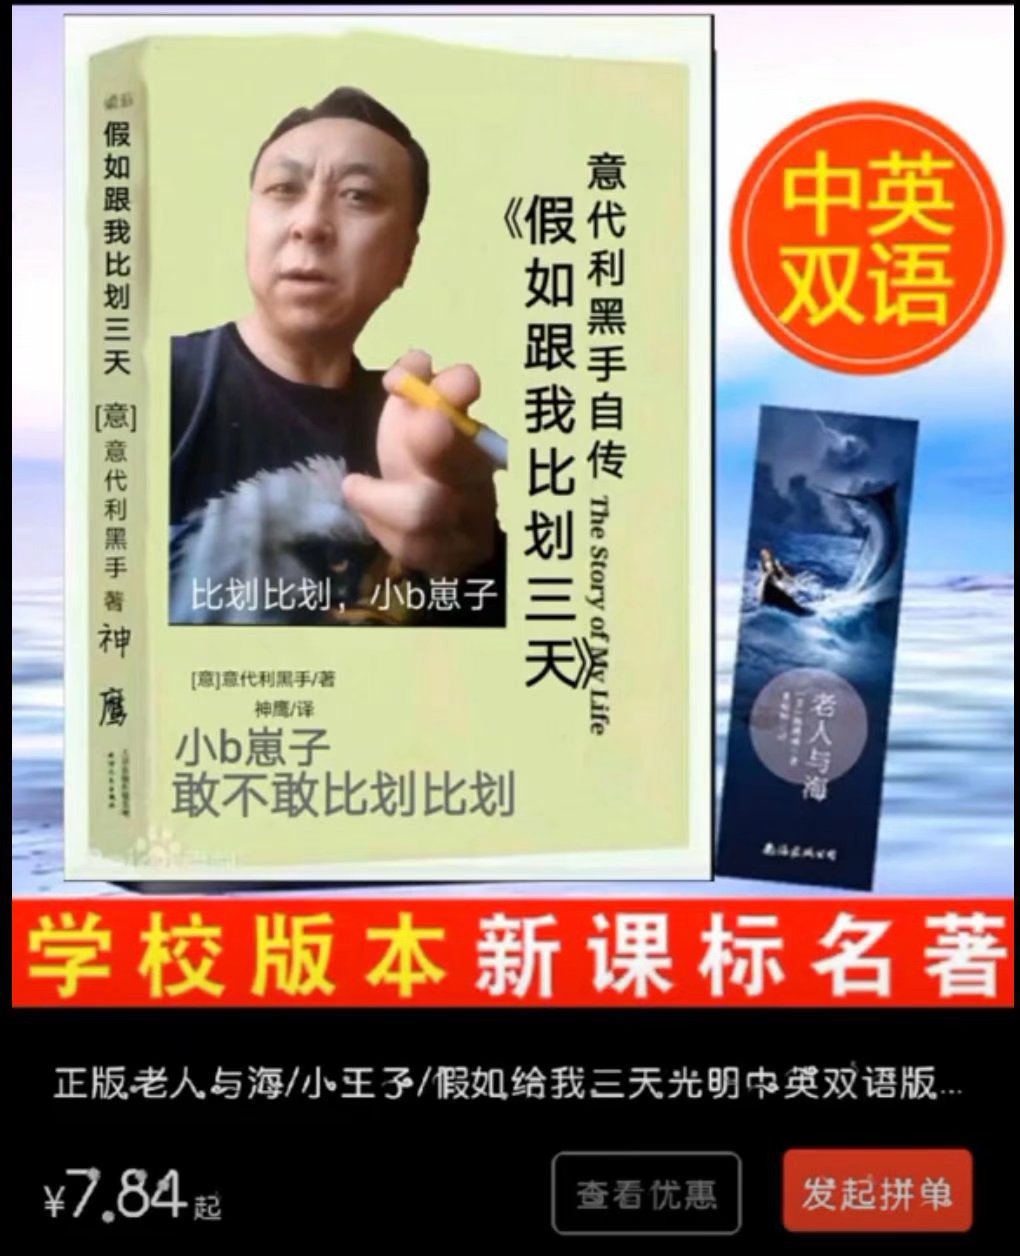 假如跟我比划三天
[意]
意代利黑手
著
神鹰
意代利黑手自传
The Story of My Life
《假如跟我比划三天》
比划比划，小b崽子
[意]意代利黑手/著
神鹰/译
小b崽子
敢不敢比划比划
中英
双语
老人与海
南海出版公司
学校版本 新课标名著
正版老人与海/小王子/假如给我三天光明中英双语版...
¥7.84起
查看优惠
发起拼单